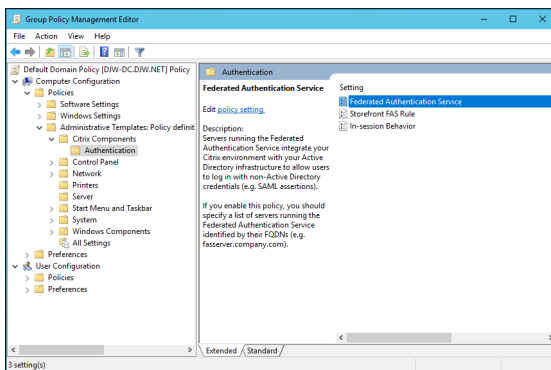 Group Policy Management Editor
File Action View Help
Default Domain Policy [DJW-DC.DJW.NET] Policy
Computer Configuration
Policies
Software Settings
Windows Settings
Administrative Templates: Policy definit
Citrix Components
Authentication
Control Panel
Network
Printers
Server
Start Menu and Taskbar
System
Windows Components
All Settings
Preferences
User Configuration
Policies
Preferences
Authentication
Federated Authentication Service
Edit policy setting
Description:
Servers running the Federated
Authentication Service integrate your
Citrix environment with your Active
Directory infrastructure to allow users
to log in with non-Active Directory
credentials (e.g. SAML assertions).
If you enable this policy, you should
specify a list of servers running the
Federated Authentication Service
identified by their FQDNs (e.g.
fasserver.company.com).
Setting
Federated Authentication Service
Storefront FAS Rule
In-session Behavior
Extended Standard
3 setting(s)